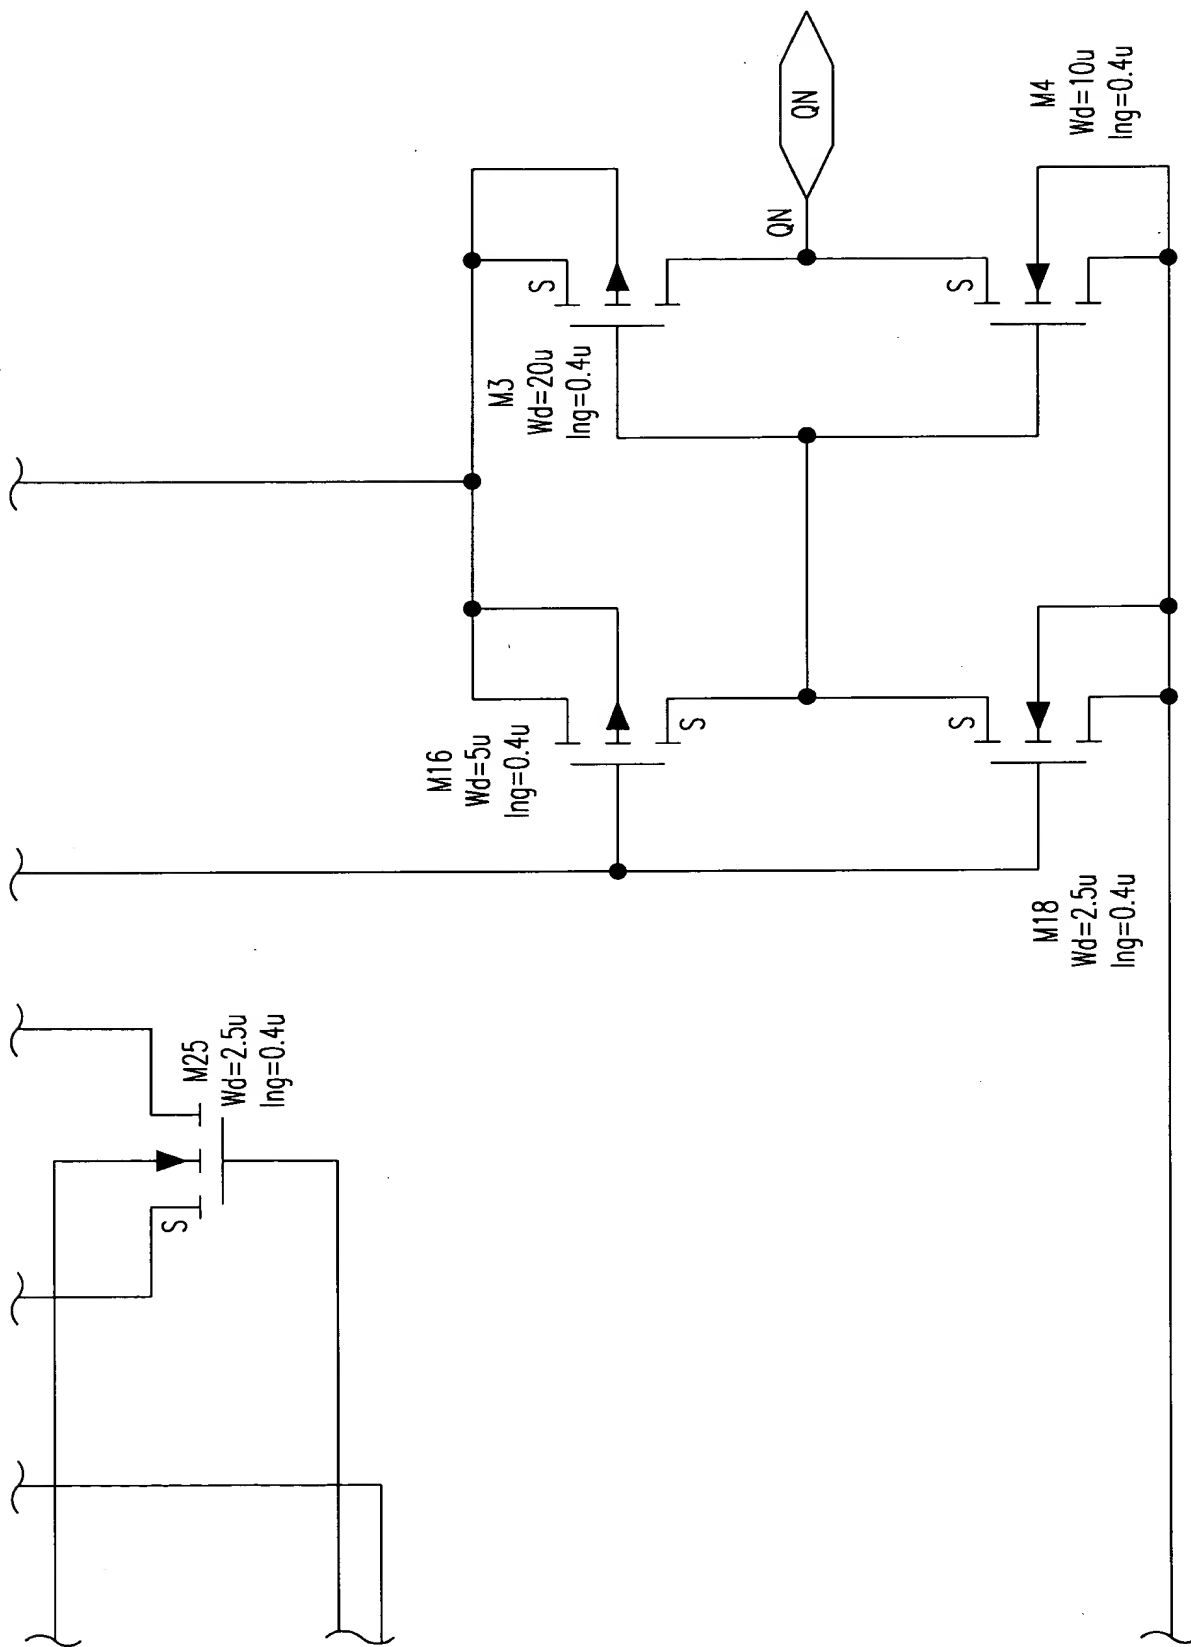 M25
Wd=2.5u
lng=0.4u
S
M16
Wd=5u
lng=0.4u
S
M3
Wd=20u
lng=0.4u
S
QN
QN
S
M18
Wd=2.5u
lng=0.4u
S
M4
Wd=10u
lng=0.4u